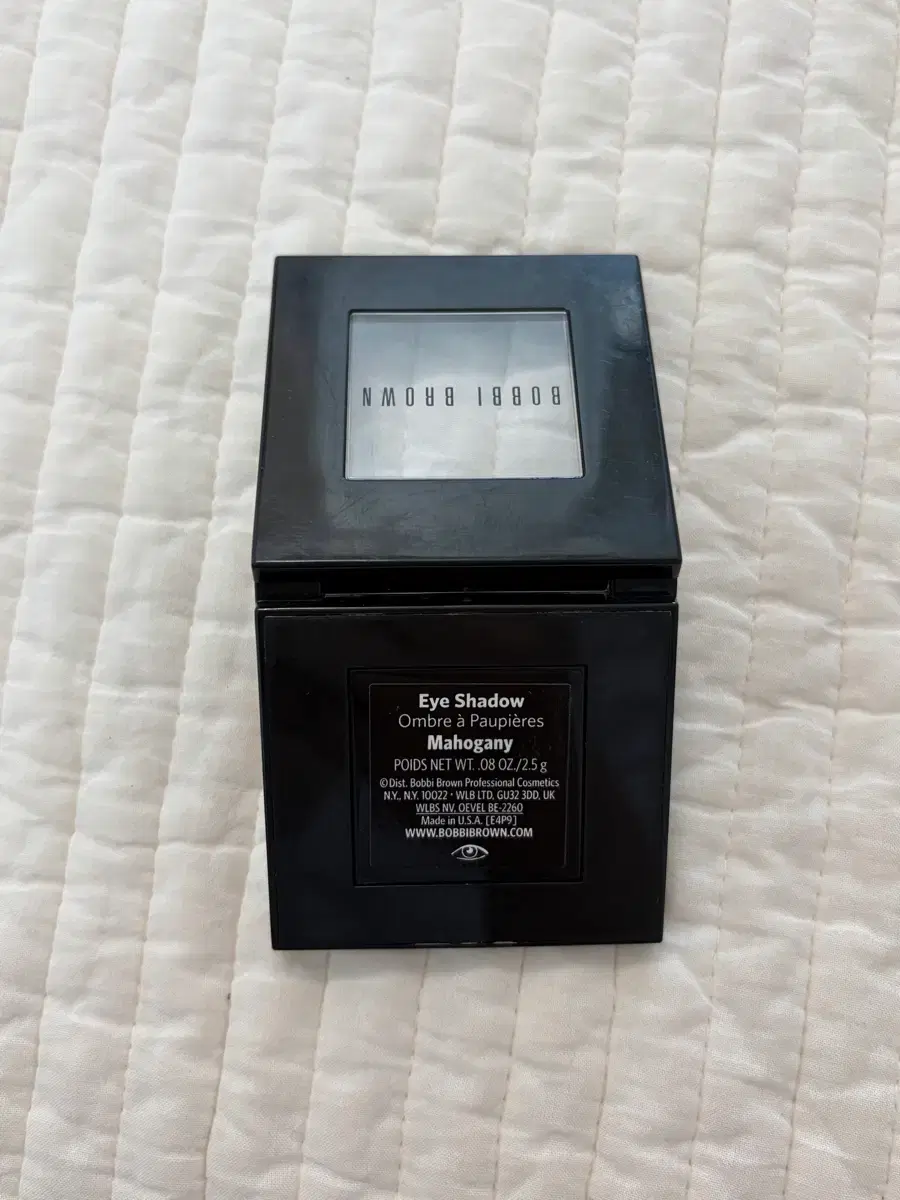 BOBBI BROWN
Eye Shadow
Ombre à Paupières
Mahogany
POIDS NET WT. .08 OZ./2.5 g
©Dist. Bobbi Brown Professional Cosmetics
N.Y., N.Y. 10022 • WLB LTD, GU32 3DD, UK
WLBS NV, OEVEL BE-2260
Made in U.S.A. [E4P9]
WWW.BOBBIBROWN.COM